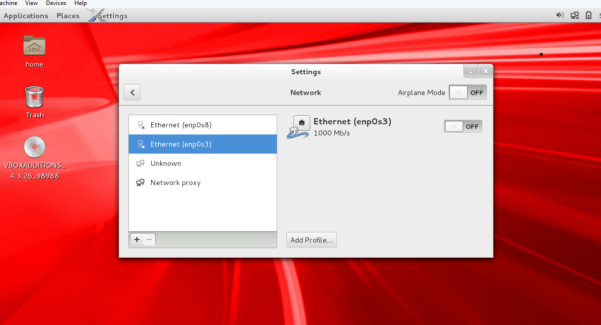 achine View Devices Help
Applications Places Settings
home
Trash
VBOXADDITIONS_
4.3.26_98988
Settings
Network
Airplane Mode OFF
Ethernet (enp0s8)
Ethernet (enp0s3)
Unknown
Network proxy
Ethernet (enp0s3)
1000 Mb/s
OFF
+ −
Add Profile...